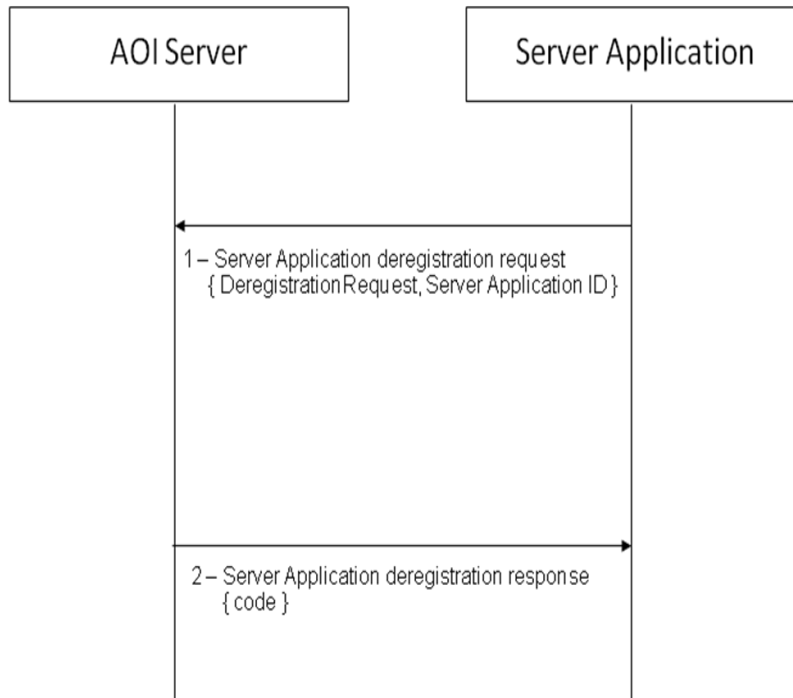 AOI Server
Server Application
1 – Server Application deregistration request
{ DeregistrationRequest, Server Application ID }
2 – Server Application deregistration response
{ code }